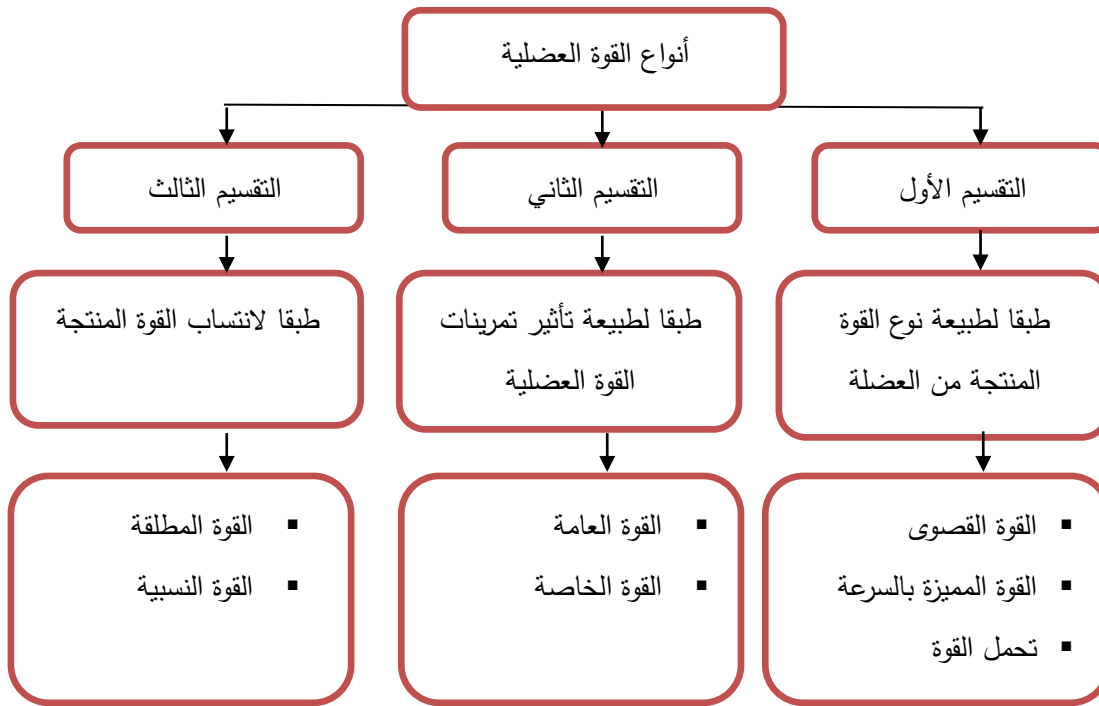 أنواع القوة العضلية
التقسيم الأول
التقسيم الثاني
التقسيم الثالث
طبقا لطبيعة نوع القوة
المنتجة من العضلة
طبقا لطبيعة تأثير تمرينات
القوة العضلية
طبقا لانتساب القوة المنتجة
▪ القوة القصوى
▪ القوة المميزة بالسرعة
▪ تحمل القوة
▪ القوة العامة
▪ القوة الخاصة
▪ القوة المطلقة
▪ القوة النسبية